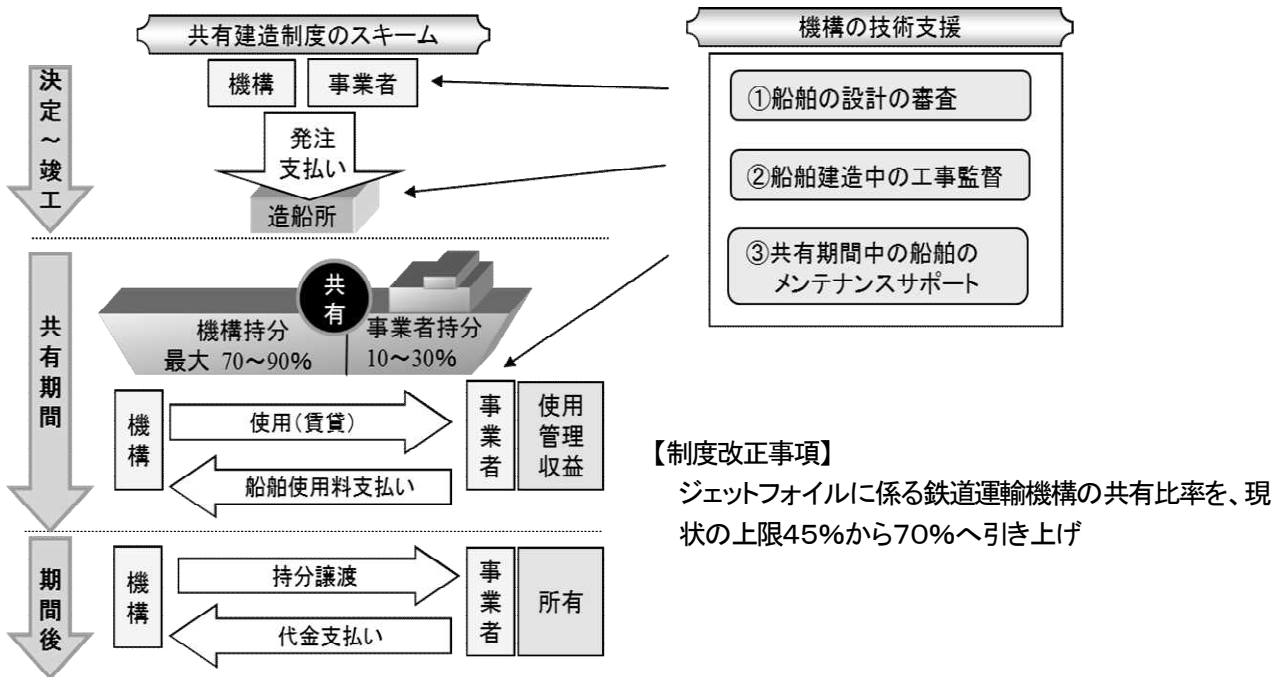 共有建造制度のスキーム
機構
事業者
決定～竣工
発注
支払い
造船所
共有期間
共有
機構持分
最大 70～90%
事業者持分
10～30%
機構
使用(賃貸)
船舶使用料支払い
事業者
使用
管理
収益
期間後
機構
持分譲渡
代金支払い
事業者
所有
機構の技術支援
①船舶の設計の審査
②船舶建造中の工事監督
③共有期間中の船舶の
メンテナンスサポート
【制度改正事項】
ジェットフォイルに係る鉄道運輸機構の共有比率を、現
状の上限45%から70%へ引き上げ